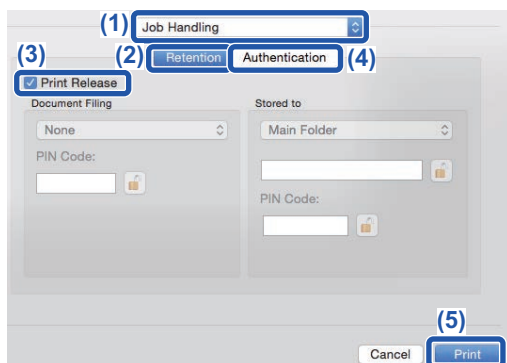 (1) Job Handling
(3) (2) Retention Authentication (4)
Print Release
Document Filing Stored to
None Main Folder
PIN Code:
PIN Code:
(5)
Cancel Print